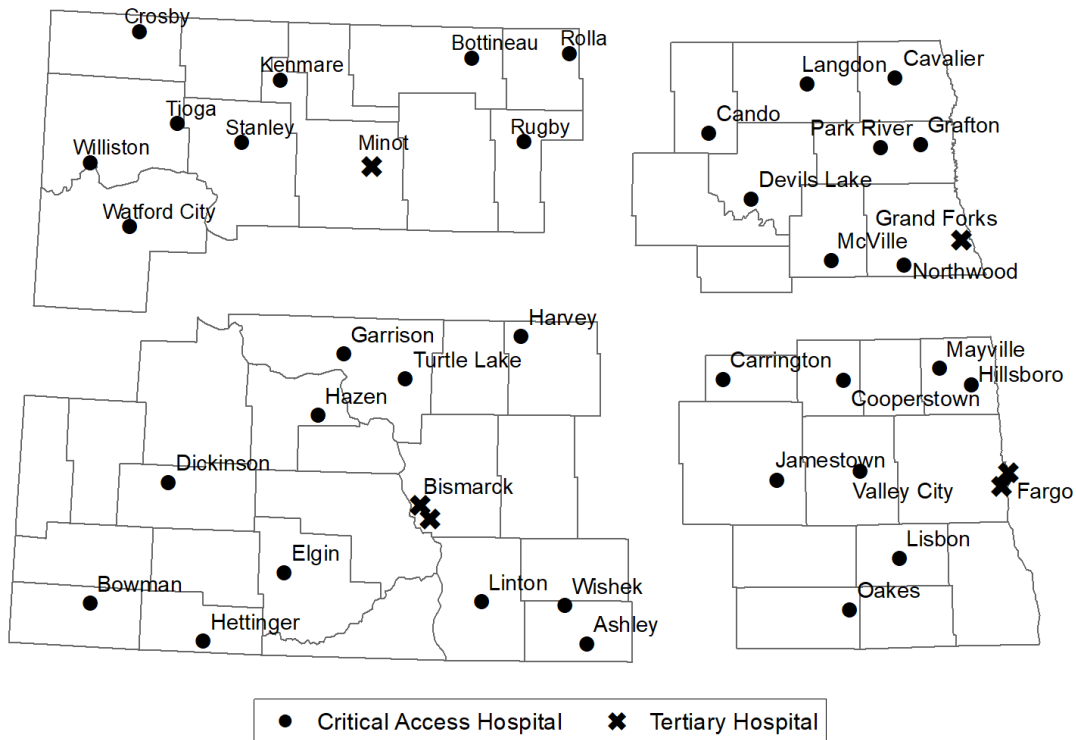 Crosby
Bottineau
Rolla
Kenmare
Tioga
Stanley
Rugby
Minot
Williston
Watford City
Langdon
Cavalier
Cando
Park River
Grafton
Devils Lake
Grand Forks
McVille
Northwood
Garrison
Harvey
Turtle Lake
Hazen
Dickinson
Bismarck
Elgin
Bowman
Linton
Wishek
Hettinger
Ashley
Carrington
Mayville
Hillsboro
Cooperstown
Jamestown
Valley City
Fargo
Lisbon
Oakes
Critical Access Hospital
Tertiary Hospital